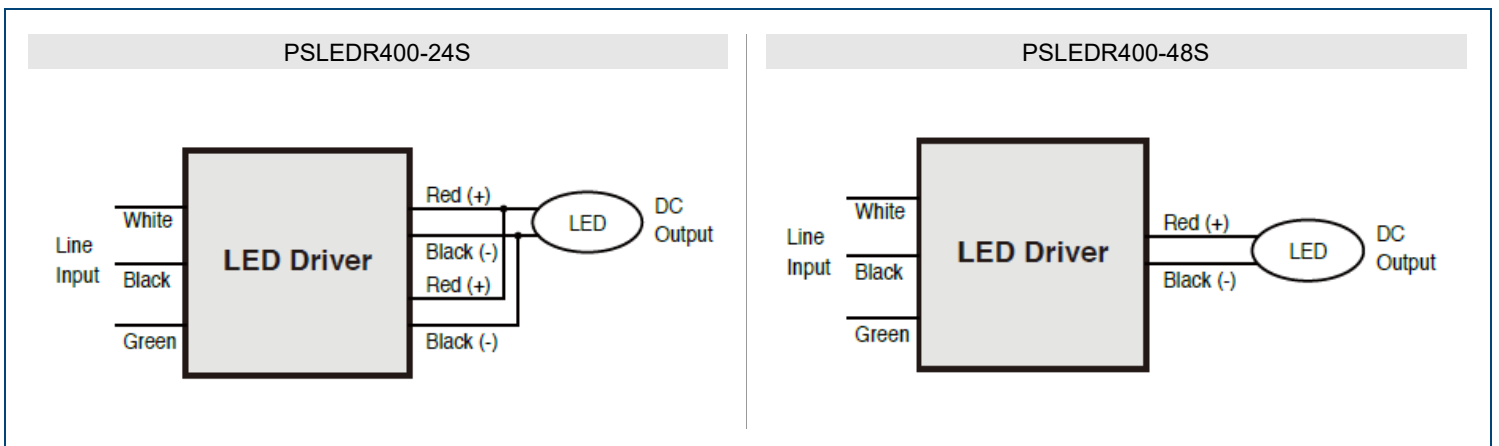 PSLEDR400-24S
Line
Input
White
Black
Green
LED Driver
Red (+)
Black (-)
Red (+)
Black (-)
LED
DC
Output
PSLEDR400-48S
Line
Input
White
Black
Green
LED Driver
Red (+)
Black (-)
LED
DC
Output